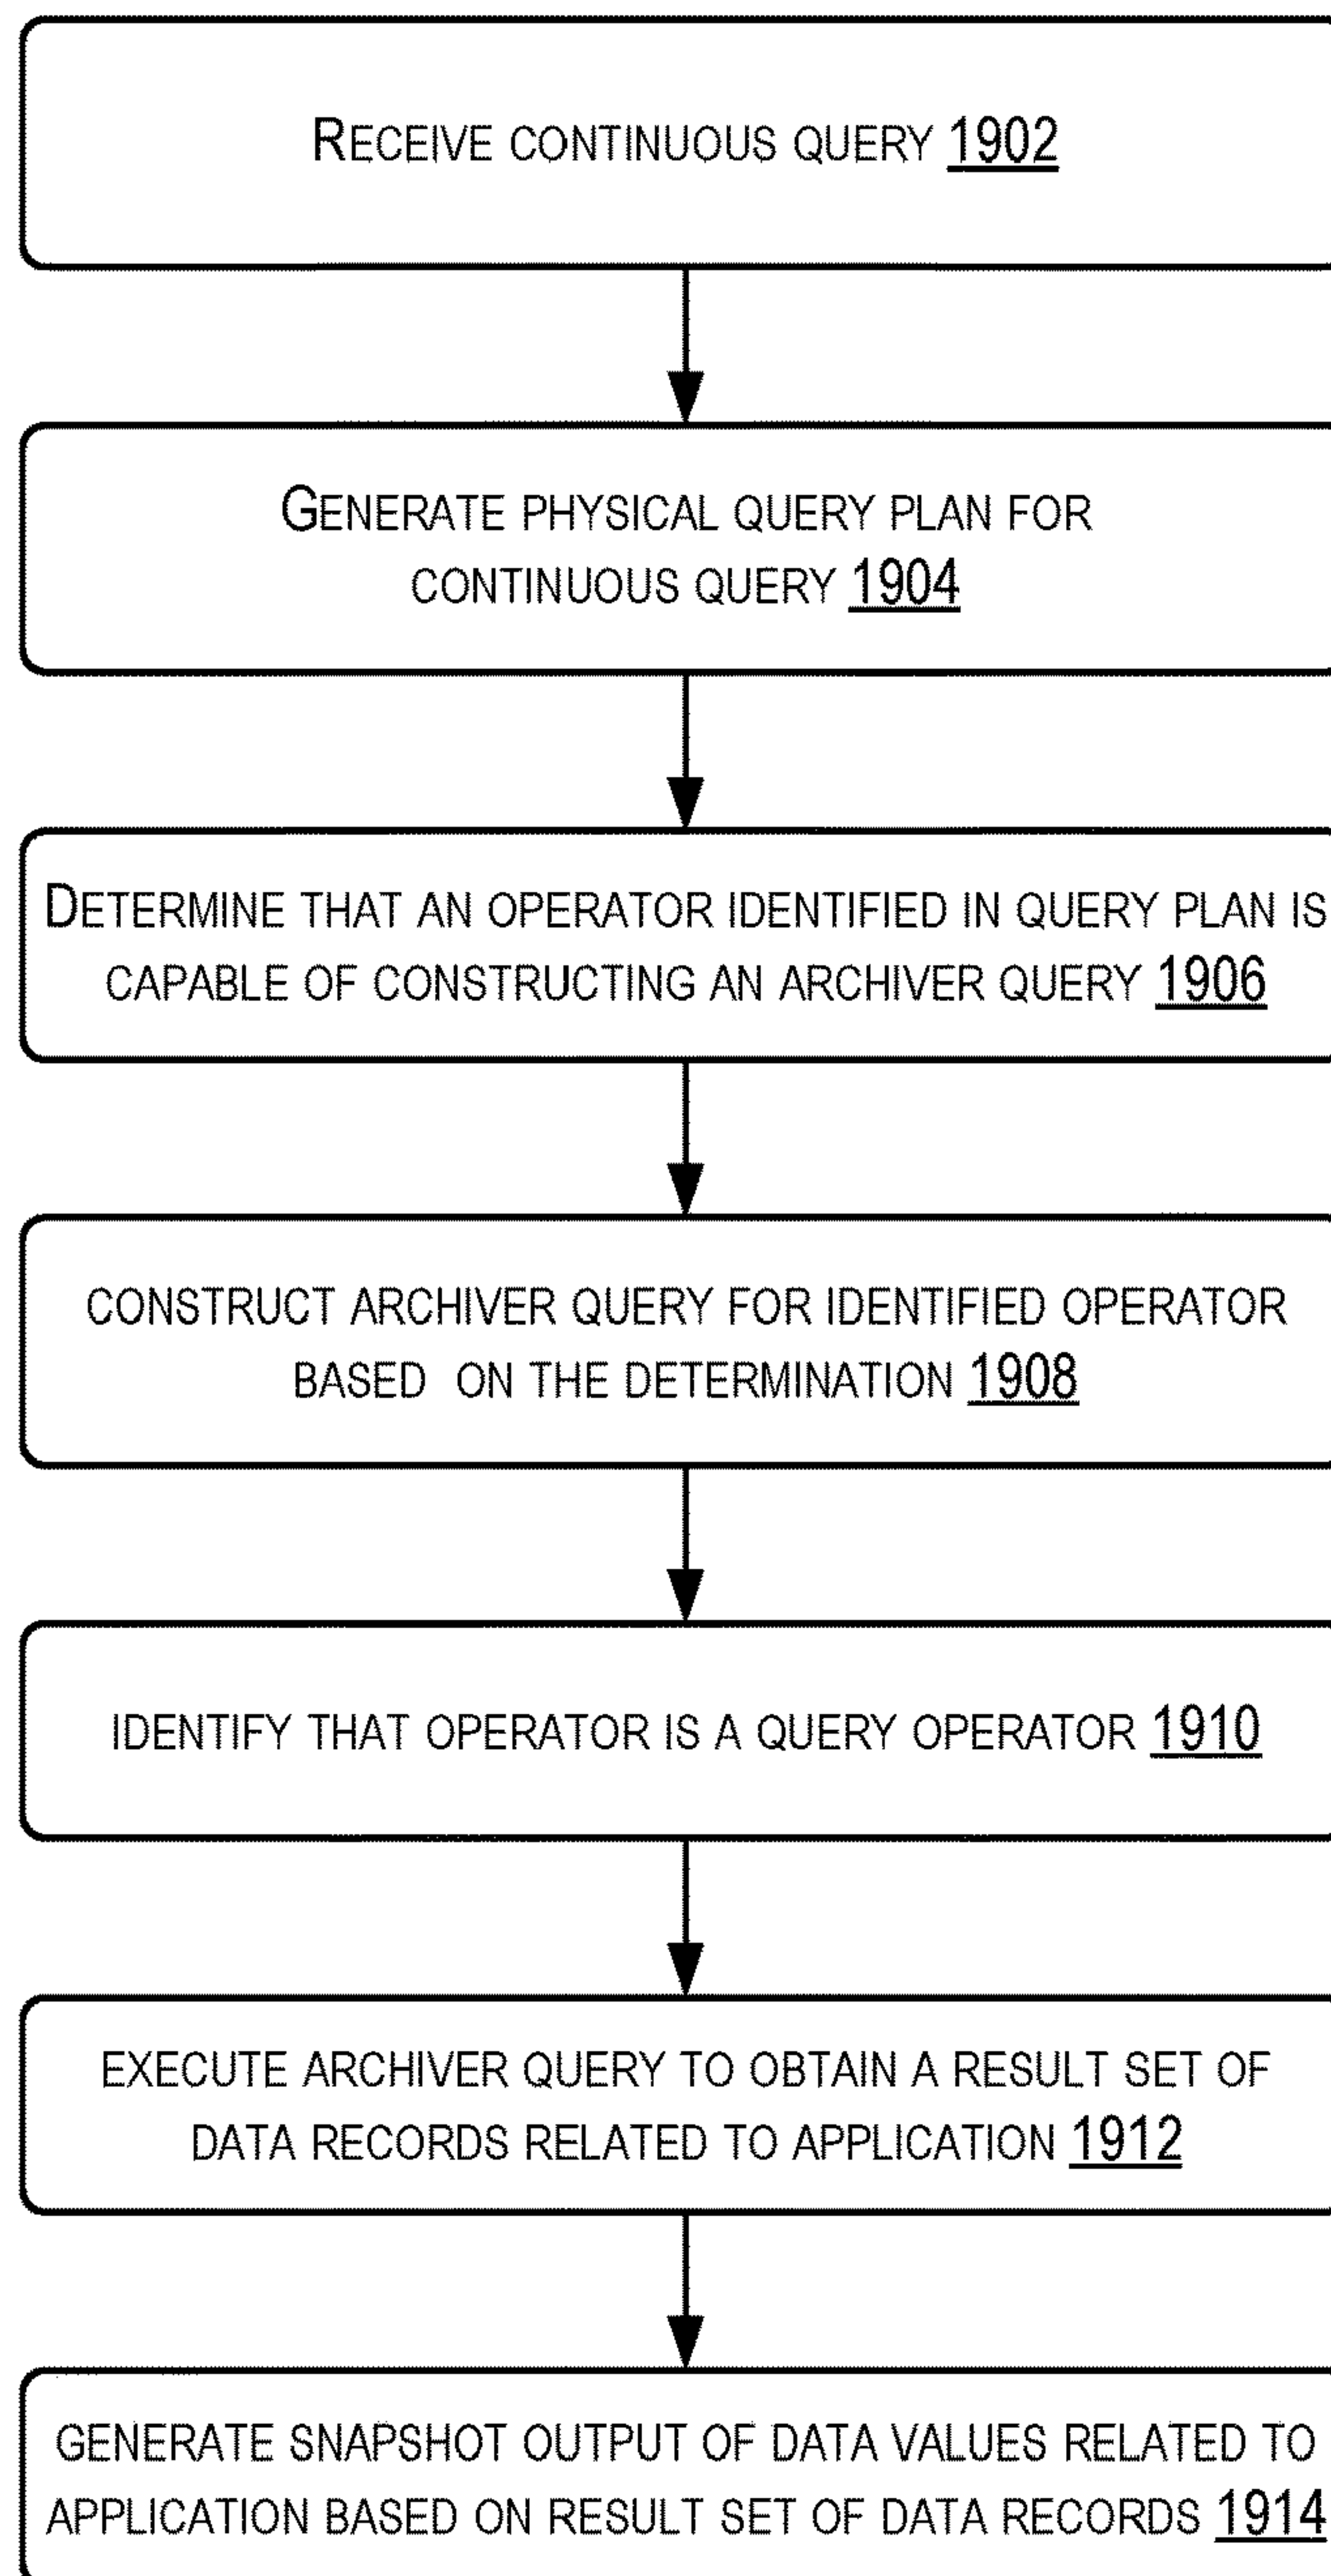 RECEIVE CONTINUOUS QUERY 1902
GENERATE PHYSICAL QUERY PLAN FOR
CONTINUOUS QUERY 1904
DETERMINE THAT AN OPERATOR IDENTIFIED IN QUERY PLAN IS
CAPABLE OF CONSTRUCTING AN ARCHIVER QUERY 1906
CONSTRUCT ARCHIVER QUERY FOR IDENTIFIED OPERATOR
BASED ON THE DETERMINATION 1908
IDENTIFY THAT OPERATOR IS A QUERY OPERATOR 1910
EXECUTE ARCHIVER QUERY TO OBTAIN A RESULT SET OF
DATA RECORDS RELATED TO APPLICATION 1912
GENERATE SNAPSHOT OUTPUT OF DATA VALUES RELATED TO
APPLICATION BASED ON RESULT SET OF DATA RECORDS 1914